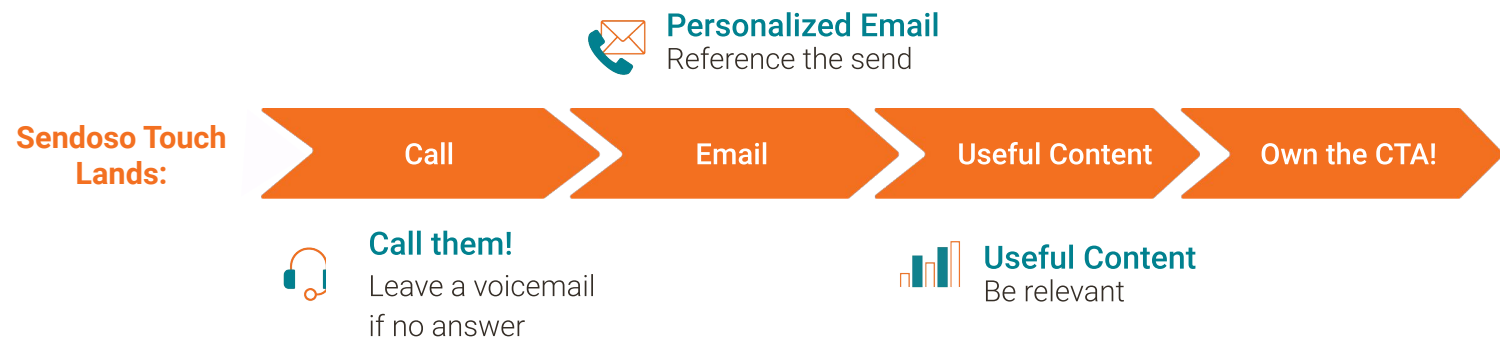 Personalized Email
Reference the send
Sendoso Touch
Lands:
Call
Email
Useful Content
Own the CTA!
Call them!
Leave a voicemail
if no answer
Useful Content
Be relevant